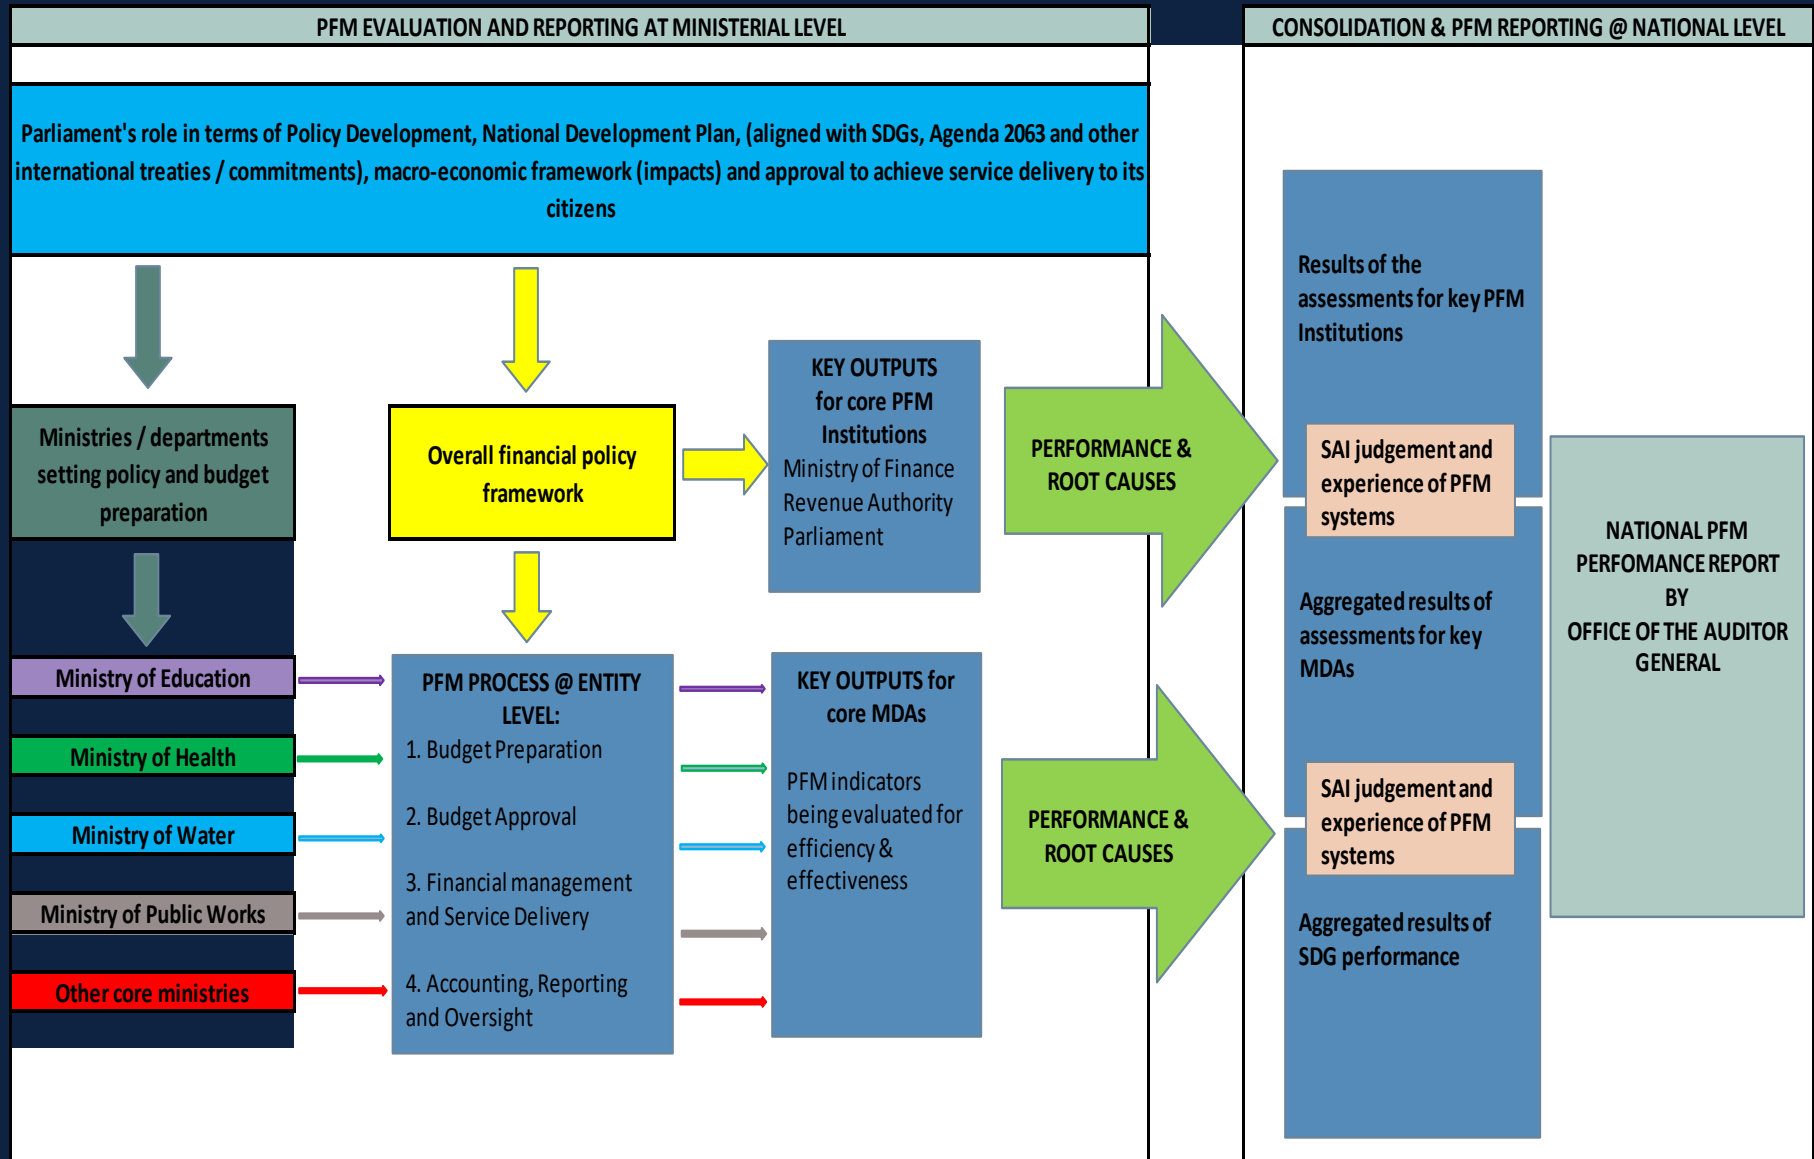 PFM EVALUATION AND REPORTING AT MINISTERIAL LEVEL
CONSOLIDATION & PFM REPORTING @ NATIONAL LEVEL
Parliament's role in terms of Policy Development, National Development Plan, (aligned with SDGs, Agenda 2063 and other
international treaties / commitments), macro-economic framework (impacts) and approval to achieve service delivery to its
citizens
Ministries / departments
setting policy and budget
preparation
Overall financial policy
framework
KEY OUTPUTS
for core PFM
Institutions
Ministry of Finance
Revenue Authority
Parliament
PERFORMANCE &
ROOT CAUSES
Ministry of Education
Ministry of Health
Ministry of Water
Ministry of Public Works
Other core ministries
PFM PROCESS @ ENTITY
LEVEL:
1. Budget Preparation
2. Budget Approval
3. Financial management
and Service Delivery
4. Accounting, Reporting
and Oversight
KEY OUTPUTS for
core MDAs
PFM indicators
being evaluated for
efficiency &
effectiveness
PERFORMANCE &
ROOT CAUSES
Results of the
assessments for key PFM
Institutions
SAI judgement and
experience of PFM
systems
Aggregated results of
assessments for key
MDAs
SAI judgement and
experience of PFM
systems
Aggregated results of
SDG performance
NATIONAL PFM
PERFOMANCE REPORT
BY
OFFICE OF THE AUDITOR
GENERAL